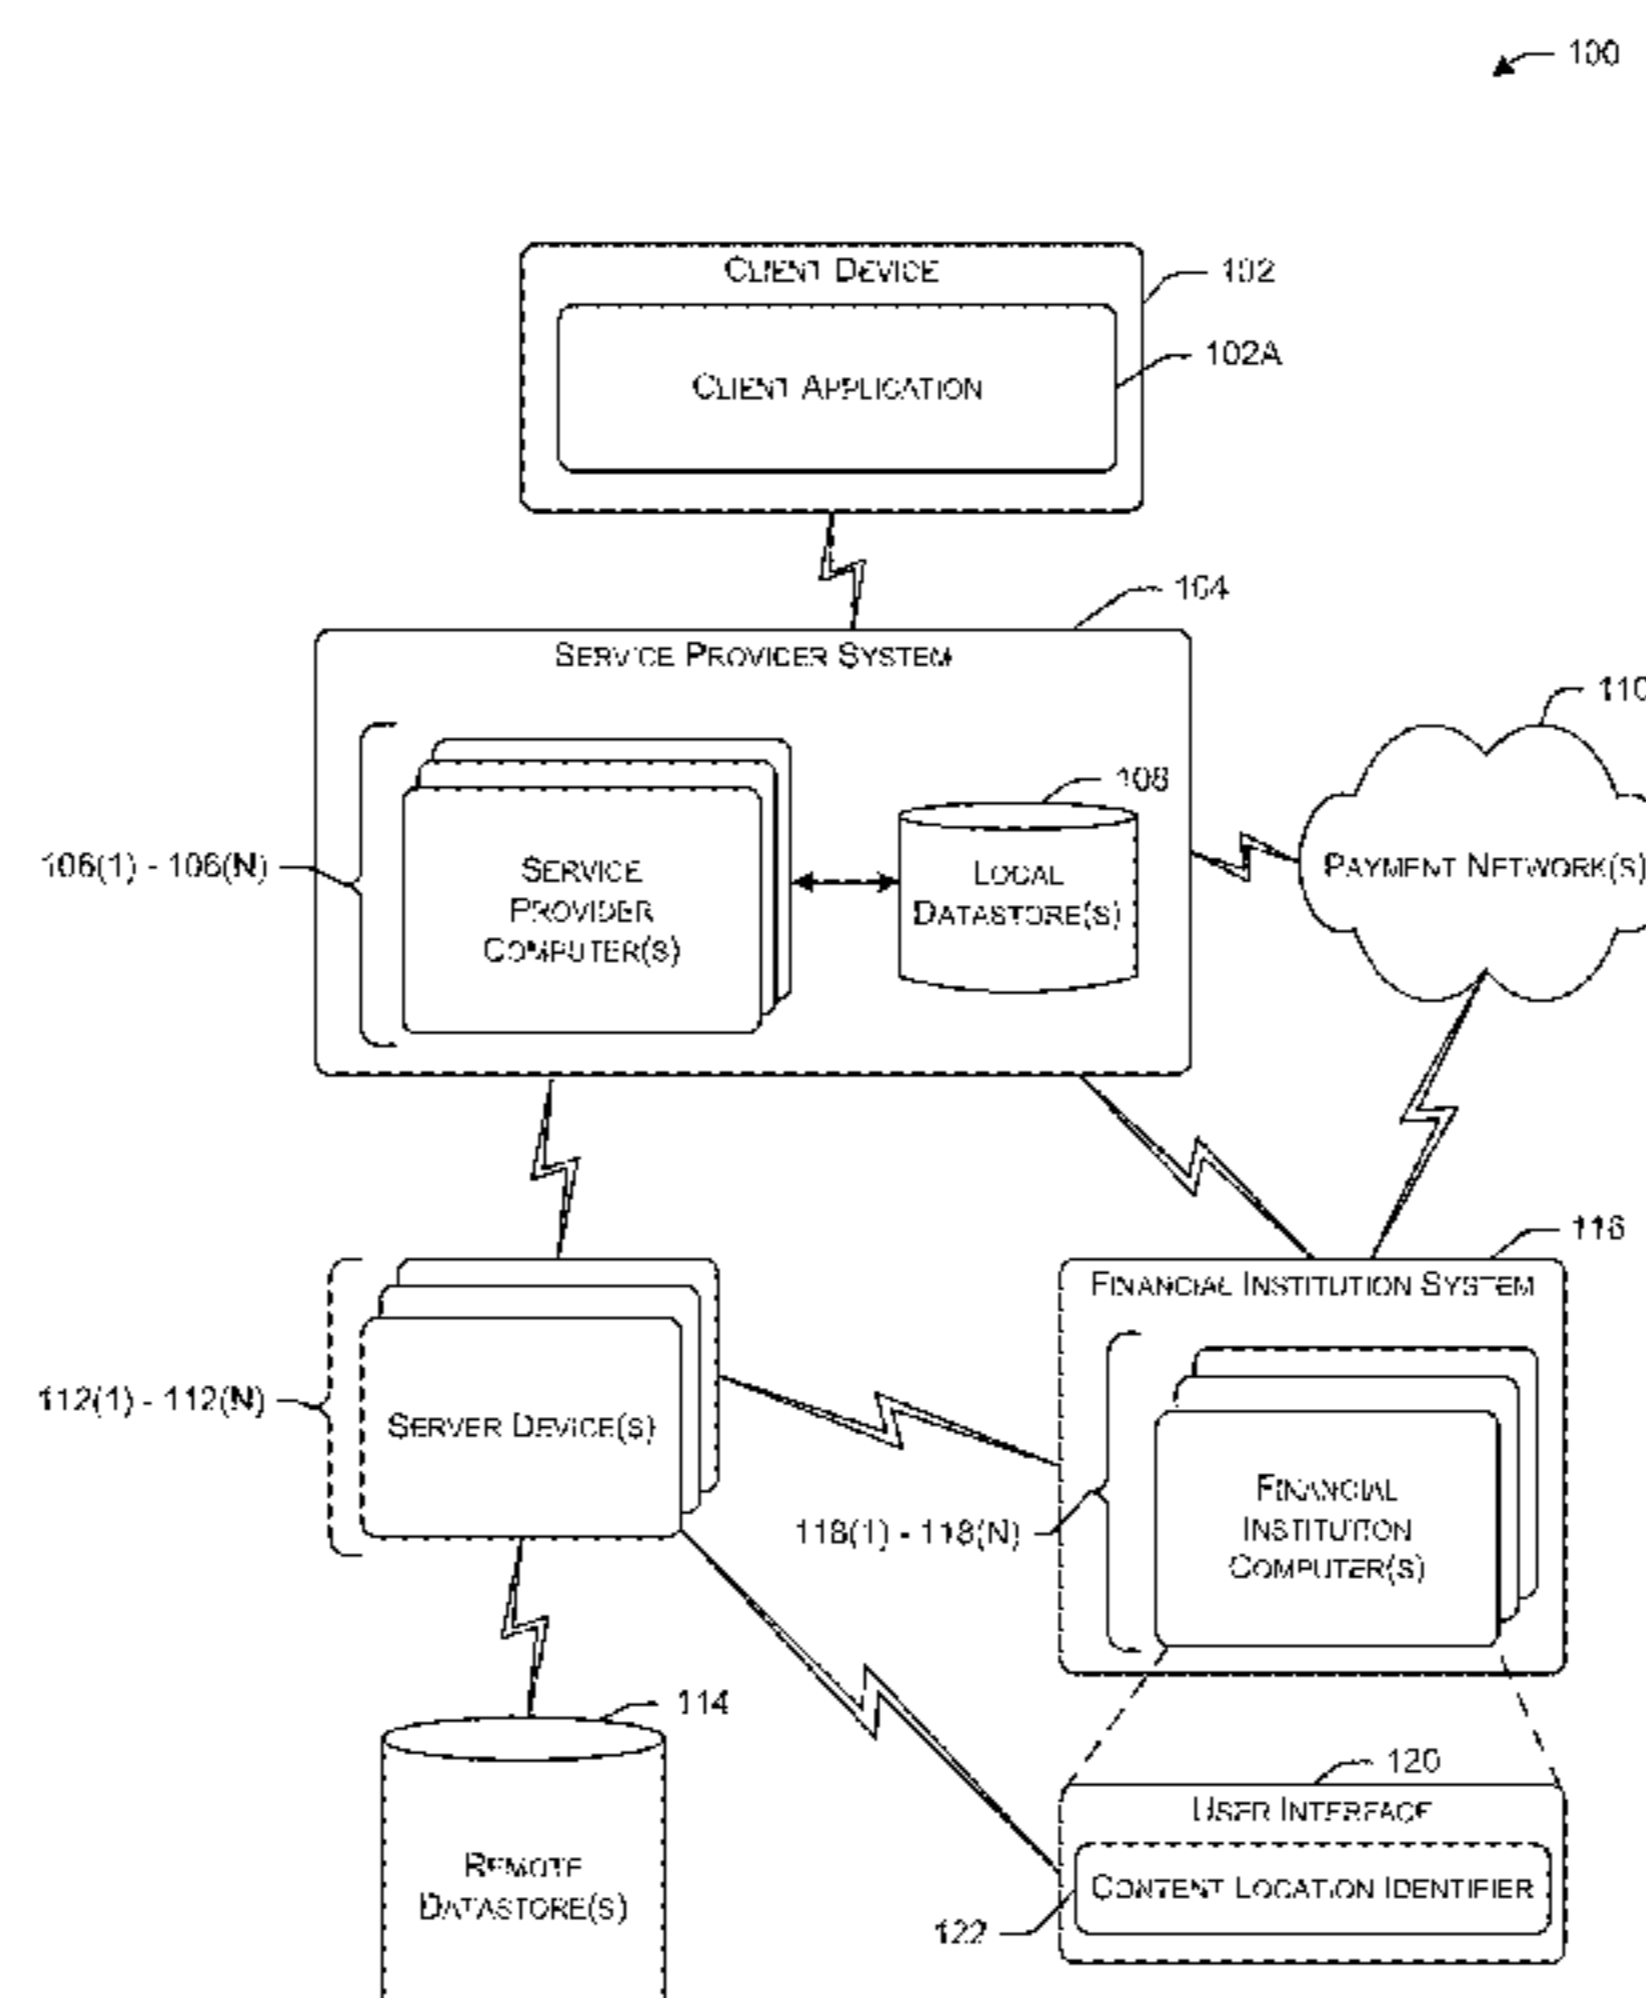 100
CLIENT DEVICE
102
102A
CLIENT APPLICATION
104
SERVICE PROVIDER SYSTEM
110
108
106(1) - 106(N)
SERVICE
PROVIDER
COMPUTER(S)
LOCAL
DATASTORE(S)
PAYMENT NETWORK(S)
116
FINANCIAL INSTITUTION SYSTEM
112(1) - 112(N)
SERVER DEVICE(S)
118(1) - 118(N)
FINANCIAL
INSTITUTION
COMPUTER(S)
114
120
USER INTERFACE
REMOTE
DATASTORE(S)
CONTENT LOCATION IDENTIFIER
122